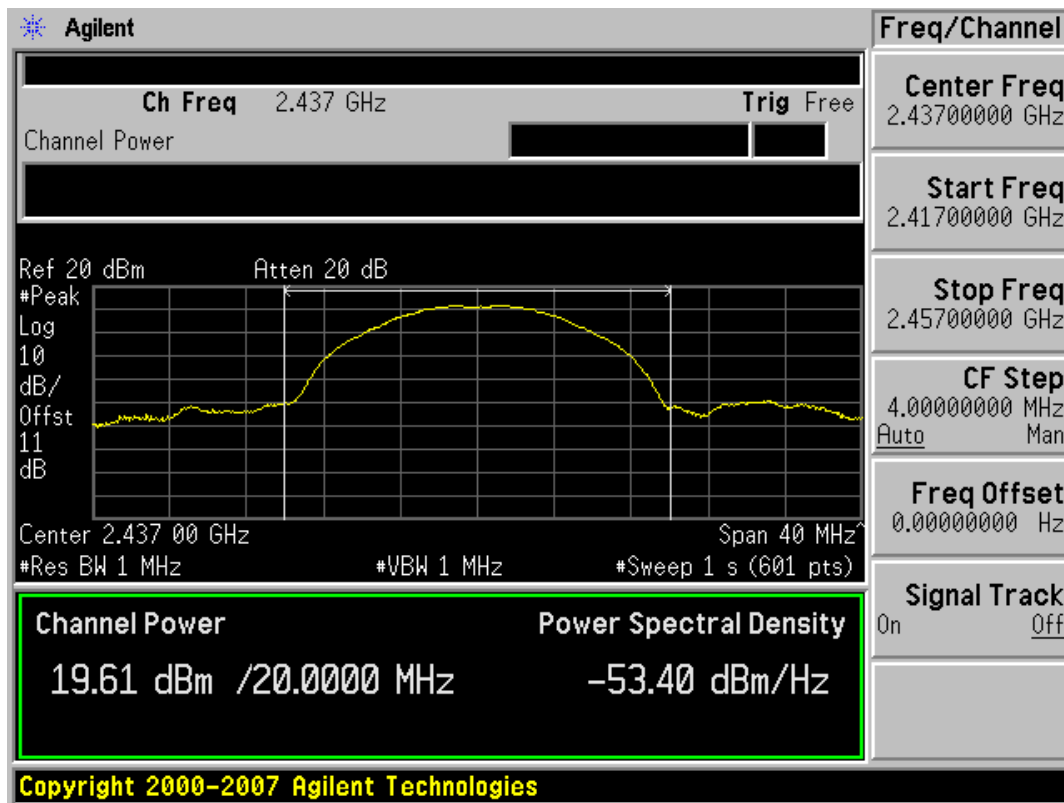 Agilent
Freq/Channel
Ch Freq 2.437 GHz Trig Free
Channel Power
Center Freq
2.43700000 GHz
Start Freq
2.41700000 GHz
Stop Freq
2.45700000 GHz
CF Step
4.00000000 MHz
Auto Man
Freq Offset
0.00000000 Hz
Signal Track
On Off
Ref 20 dBm Atten 20 dB
#Peak
Log
10
dB/
Offst
11
dB
Center 2.437 00 GHz Span 40 MHz^
#Res BW 1 MHz #VBW 1 MHz #Sweep 1 s (601 pts)
Channel Power Power Spectral Density
19.61 dBm /20.0000 MHz -53.40 dBm/Hz
Copyright 2000-2007 Agilent Technologies